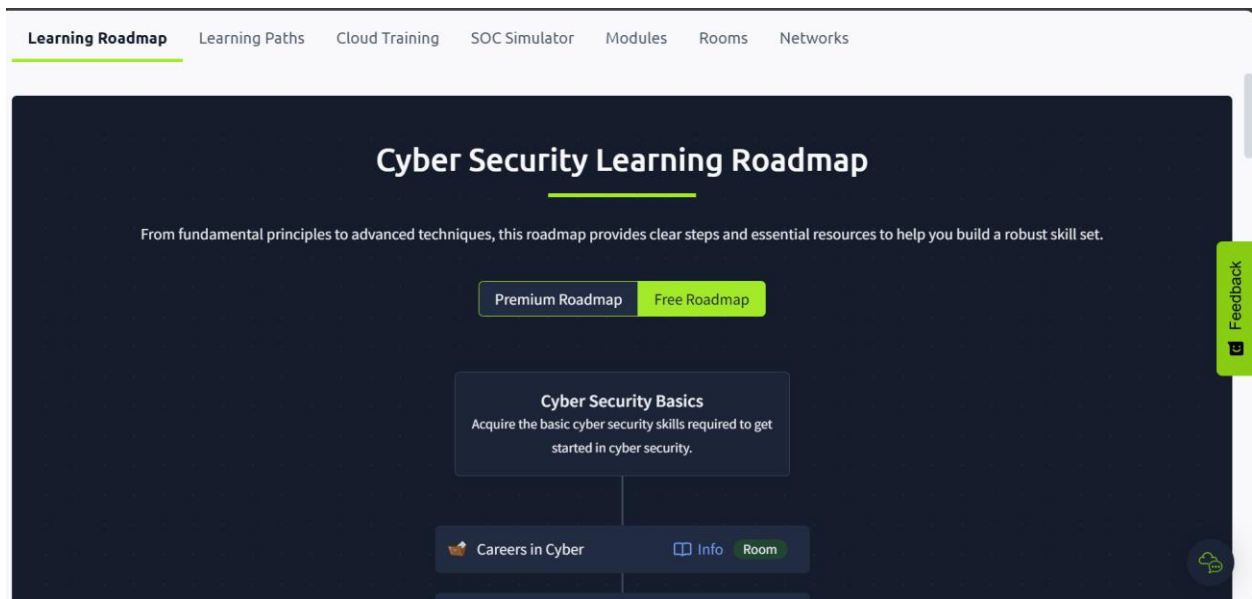 Learning Roadmap Learning Paths Cloud Training SOC Simulator Modules Rooms Networks
Cyber Security Learning Roadmap
From fundamental principles to advanced techniques, this roadmap provides clear steps and essential resources to help you build a robust skill set.
Premium Roadmap Free Roadmap
Feedback
Cyber Security Basics
Acquire the basic cyber security skills required to get
started in cyber security.
Careers in Cyber Info Room